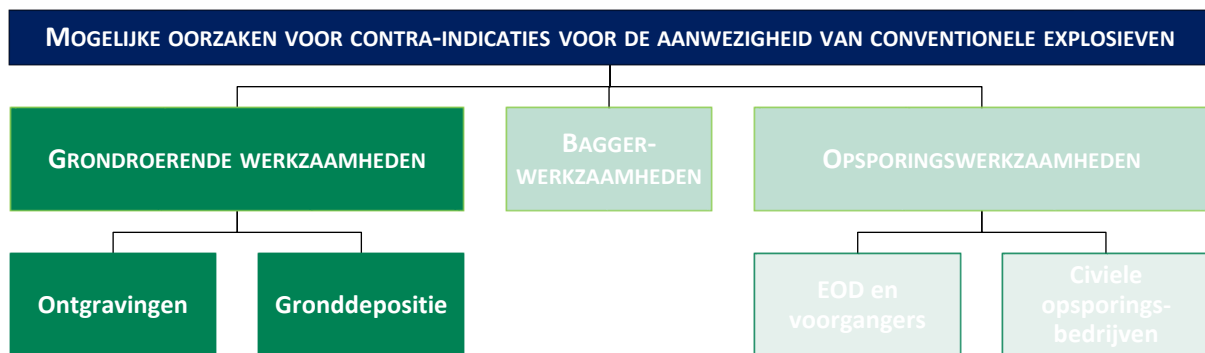 MOGELIJKE OORZAKEN VOOR CONTRA-INDICATIES VOOR DE AANWEZIGHEID VAN CONVENTIONELE EXPLOSIEVEN
GRONDROERENDE WERKZAAMHEDEN
BAGGER-
WERKZAAMHEDEN
OPSPORINGSWERKZAAMHEDEN
Ontgravingen
Gronddepositie
EOD en
voorgangers
Civiele
opsporings-
bedrijven